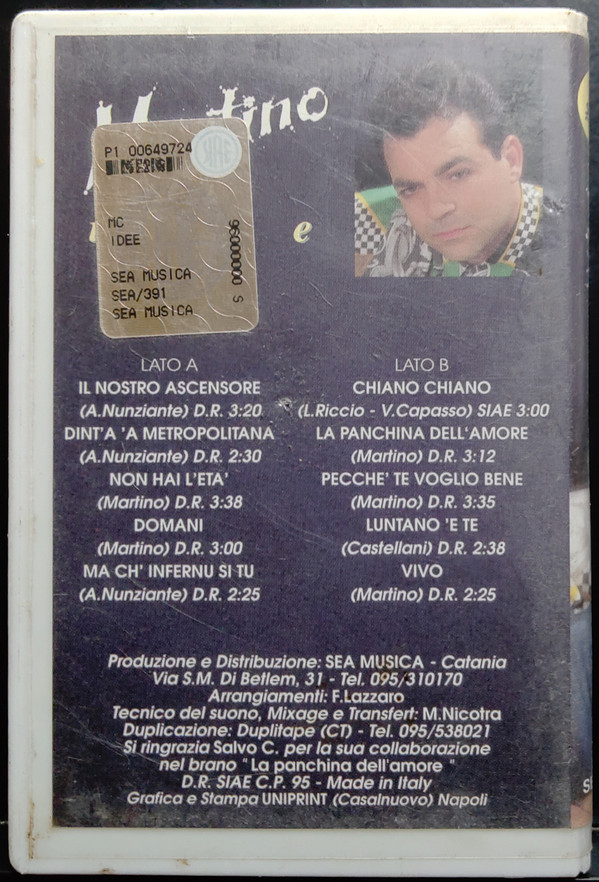 P1 00649724
MC
IDEE
SEA MUSICA
SEA/391
SEA MUSICA
S 00000096
e
LATO A
IL NOSTRO ASCENSORE
(A.Nunziante) D.R. 3:20
DINT'A 'A METROPOLITANA
(A.Nunziante) D.R. 2:30
NON HAI L'ETA'
(Martino) D.R. 3:38
DOMANI
(Martino) D.R. 3:00
MA CH' INFERNU SI TU
(A.Nunziante) D.R. 2:25
LATO B
CHIANO CHIANO
(L.Riccio - V.Capasso) SIAE 3:00
LA PANCHINA DELL'AMORE
(Martino) D.R. 3:12
PECCHE' TE VOGLIO BENE
(Martino) D.R. 3:35
LUNTANO 'E TE
(Castellani) D.R. 2:38
VIVO
(Martino) D.R. 2:25
Produzione e Distribuzione: SEA MUSICA - Catania
Via S.M. Di Betlem, 31 - Tel. 095/310170
Arrangiamenti: F.Lazzaro
Tecnico del suono, Mixage e Transfert: M.Nicotra
Duplicazione: Duplitape (CT) - Tel. 095/538021
Si ringrazia Salvo C. per la sua collaborazione
nel brano " La panchina dell'amore "
D.R. SIAE C.P. 95 - Made in Italy
Grafica e Stampa UNIPRINT (Casalnuovo) Napoli